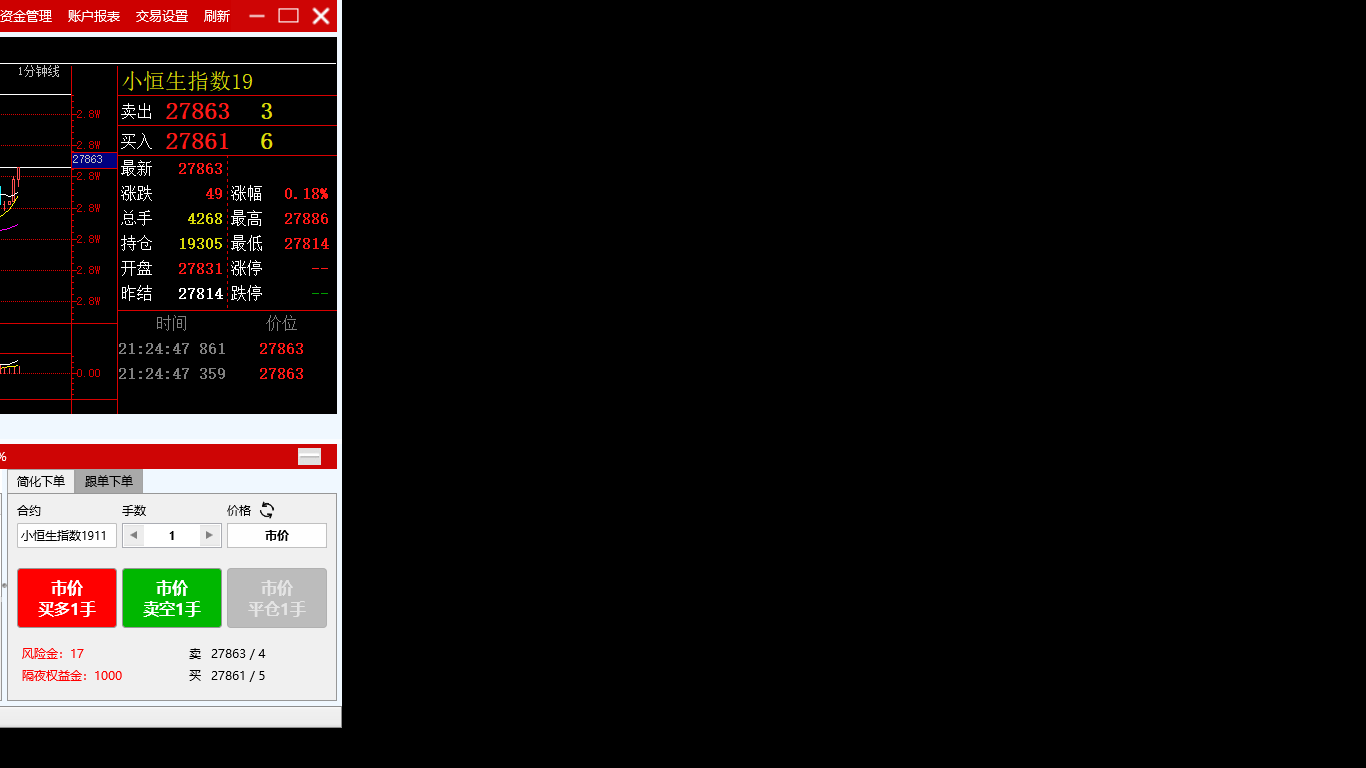 资金管理 账户报表 交易设置 刷新
1分钟线
小恒生指数19
卖出 27863 3
买入 27861 6
最新 27863
涨跌 49 涨幅 0.18%
总手 4268 最高 27886
持仓 19305 最低 27814
开盘 27831 涨停 --
昨结 27814 跌停 --
时间 价位
21:24:47 861 27863
21:24:47 359 27863
2.8W
2.8W
27863
2.8W
2.8W
2.8W
2.8W
2.8W
0.00
%
简化下单 跟单下单
合约 手数 价格
小恒生指数1911 1 市价
市价 市价 市价
买多1手 卖空1手 平仓1手
风险金：17 卖 27863 / 4
隔夜权益金：1000 买 27861 / 5